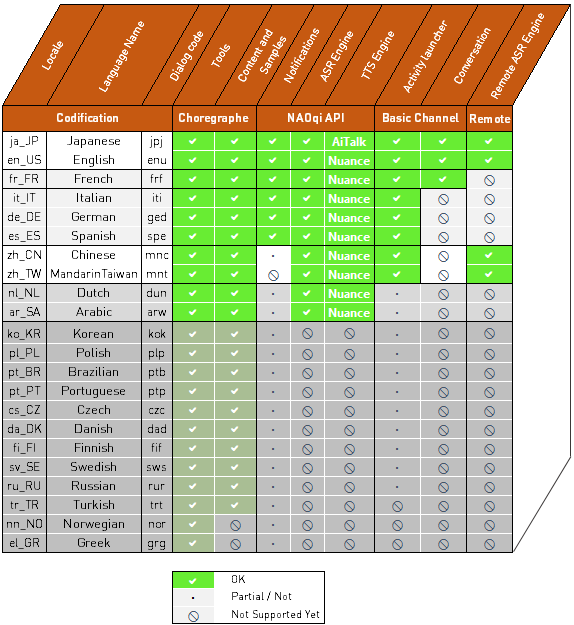 Locale
Language Name
Dialog code
Tools
Content and Samples
Notifications
ASR Engine
TTS Engine
Activity launcher
Conversation
Remote ASR Engine
Codification Choregraphe NAOqi API Basic Channel Remote
ja_JP Japanese jpj AiTalk
en_US English enu Nuance
fr_FR French frf Nuance
it_IT Italian iti Nuance
de_DE German ged Nuance
es_ES Spanish spe Nuance
zh_CN Chinese mnc Nuance
zh_TW MandarinTaiwan mnt Nuance
nl_NL Dutch dun Nuance
ar_SA Arabic arw Nuance
ko_KR Korean kok
pl_PL Polish plp
pt_BR Brazilian ptb
pt_PT Portuguese ptp
cs_CZ Czech czc
da_DK Danish dad
fi_FI Finnish fif
sv_SE Swedish sws
ru_RU Russian rur
tr_TR Turkish trt
nn_NO Norwegian nor
el_GR Greek grg
OK
Partial / Not
Not Supported Yet